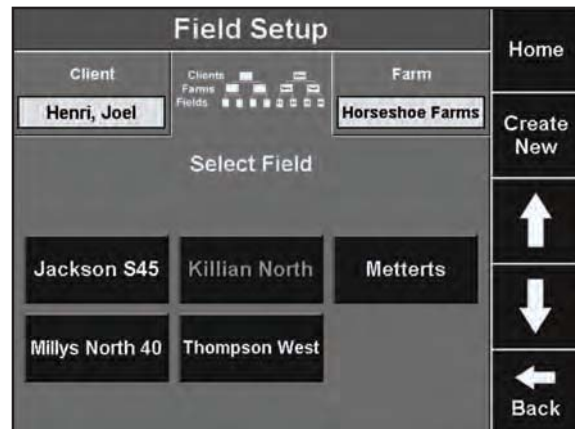 Field Setup
Home
Client
Clients
Farms
Fields
Farm
Henri, Joel
Horseshoe Farms
Create
New
Select Field
Jackson S45
Killian North
Metterts
Millys North 40
Thompson West
Back